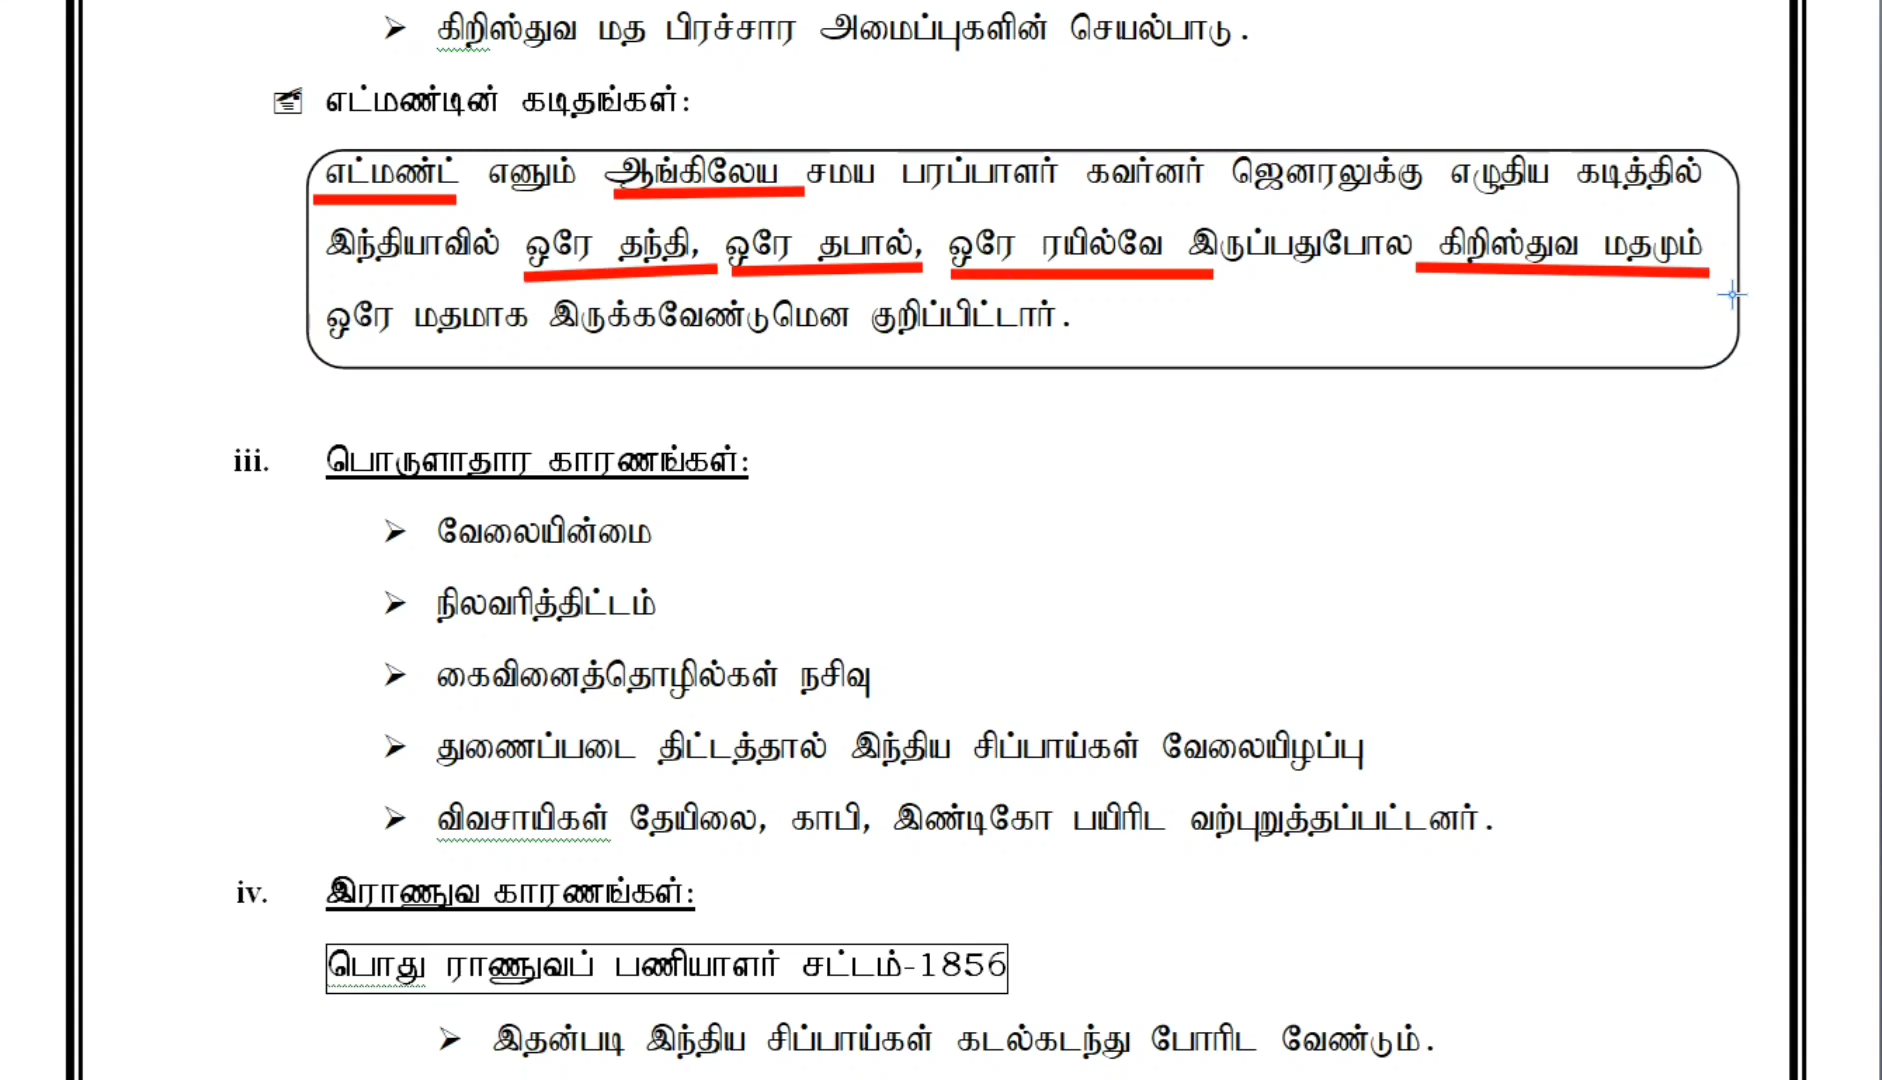 ➢ கிறிஸ்துவ மத பிரச்சார அமைப்புகளின் செயல்பாடு.
எட்மண்டின் கடிதங்கள்:
எட்மண்ட் எனும் ஆங்கிலேய சமய பரப்பாளர் கவர்னர் ஜெனரலுக்கு எழுதிய கடித்தில்
இந்தியாவில் ஒரே தந்தி, ஒரே தபால், ஒரே ரயில்வே இருப்பதுபோல கிறிஸ்துவ மதமும்
ஒரே மதமாக இருக்கவேண்டுமென குறிப்பிட்டார்.
iii. பொருளாதார காரணங்கள்:
➢ வேலையின்மை
➢ நிலவரித்திட்டம்
➢ கைவினைத்தொழில்கள் நசிவு
➢ துணைப்படை திட்டத்தால் இந்திய சிப்பாய்கள் வேலையிழப்பு
➢ விவசாயிகள் தேயிலை, காபி, இண்டிகோ பயிரிட வற்புறுத்தப்பட்டனர்.
iv. இராணுவ காரணங்கள்:
பொது ராணுவப் பணியாளர் சட்டம்-1856
➢ இதன்படி இந்திய சிப்பாய்கள் கடல்கடந்து போரிட வேண்டும்.